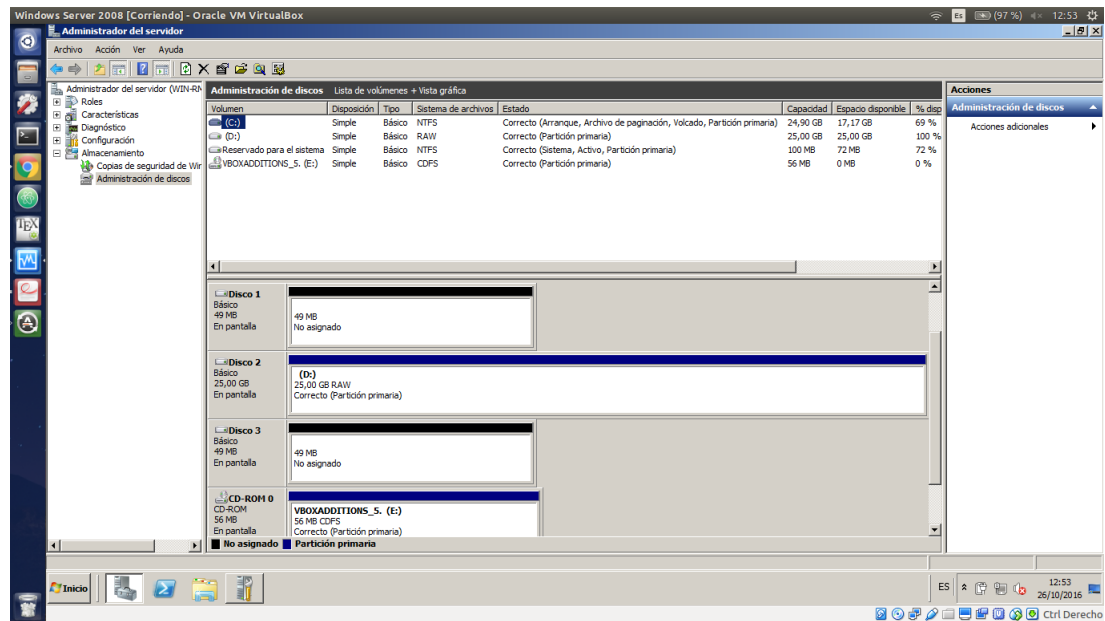 Windows Server 2008 [Corriendo] - Oracle VM VirtualBox
Es (97 %) 12:53
Administrador del servidor
Archivo Acción Ver Ayuda
Administrador del servidor (WIN-RN
Roles
Características
Diagnóstico
Configuración
Almacenamiento
Copias de seguridad de Wir
Administración de discos
Administración de discos Lista de volúmenes + Vista gráfica
Volumen Disposición Tipo Sistema de archivos Estado Capacidad Espacio disponible % disp
(C:) Simple Básico NTFS Correcto (Arranque, Archivo de paginación, Volcado, Partición primaria) 24,90 GB 17,17 GB 69 %
(D:) Simple Básico RAW Correcto (Partición primaria) 25,00 GB 25,00 GB 100 %
Reservado para el sistema Simple Básico NTFS Correcto (Sistema, Activo, Partición primaria) 100 MB 72 MB 72 %
VBOXADDITIONS_5. (E:) Simple Básico CDFS Correcto (Partición primaria) 56 MB 0 MB 0 %
Disco 1
Básico
49 MB
En pantalla
49 MB
No asignado
Disco 2
Básico
25,00 GB
En pantalla
(D:)
25,00 GB RAW
Correcto (Partición primaria)
Disco 3
Básico
49 MB
En pantalla
49 MB
No asignado
CD-ROM 0
CD-ROM
56 MB
En pantalla
VBOXADDITIONS_5. (E:)
56 MB CDFS
Correcto (Partición primaria)
No asignado Partición primaria
Acciones
Administración de discos
Acciones adicionales
TEX
Inicio
ES
12:53
26/10/2016
Ctrl Derecho